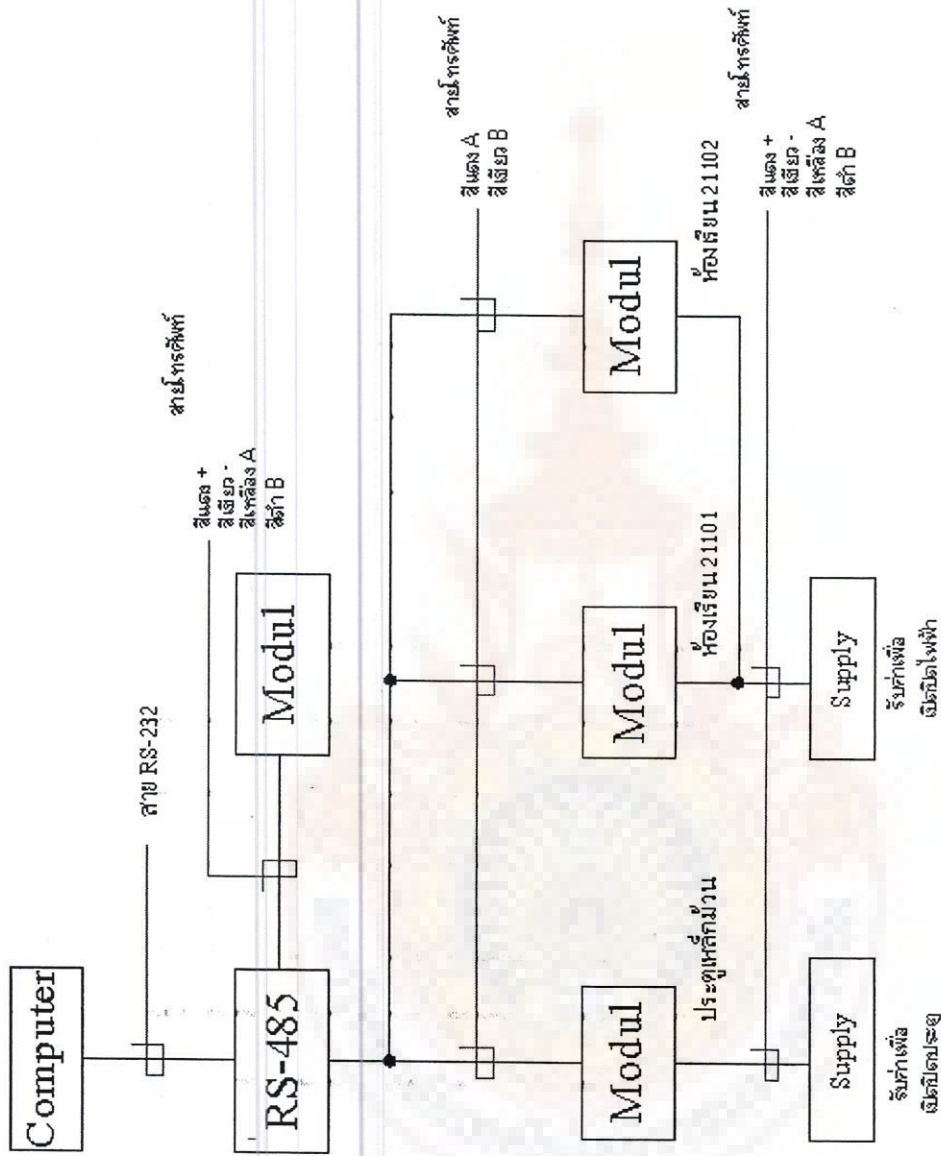 Computer
สาย RS-232
RS-485
Modul
สีแดง +
สีเขียว -
สีเหลือง A
สีดำ B
สายโทรศัพท์
สีแดง A
สีเขียว B
สายโทรศัพท์
Modul
ประตูเหล็กม้วน
Modul
ห้องเรียน 21101
Modul
ห้องเรียน 21102
สีแดง +
สีเขียว -
สีเหลือง A
สีดำ B
สายโทรศัพท์
Supply
รับค่าเพื่อ
เปิดปิดประตู
Supply
รับค่าเพื่อ
เปิดปิดไฟฟ้า